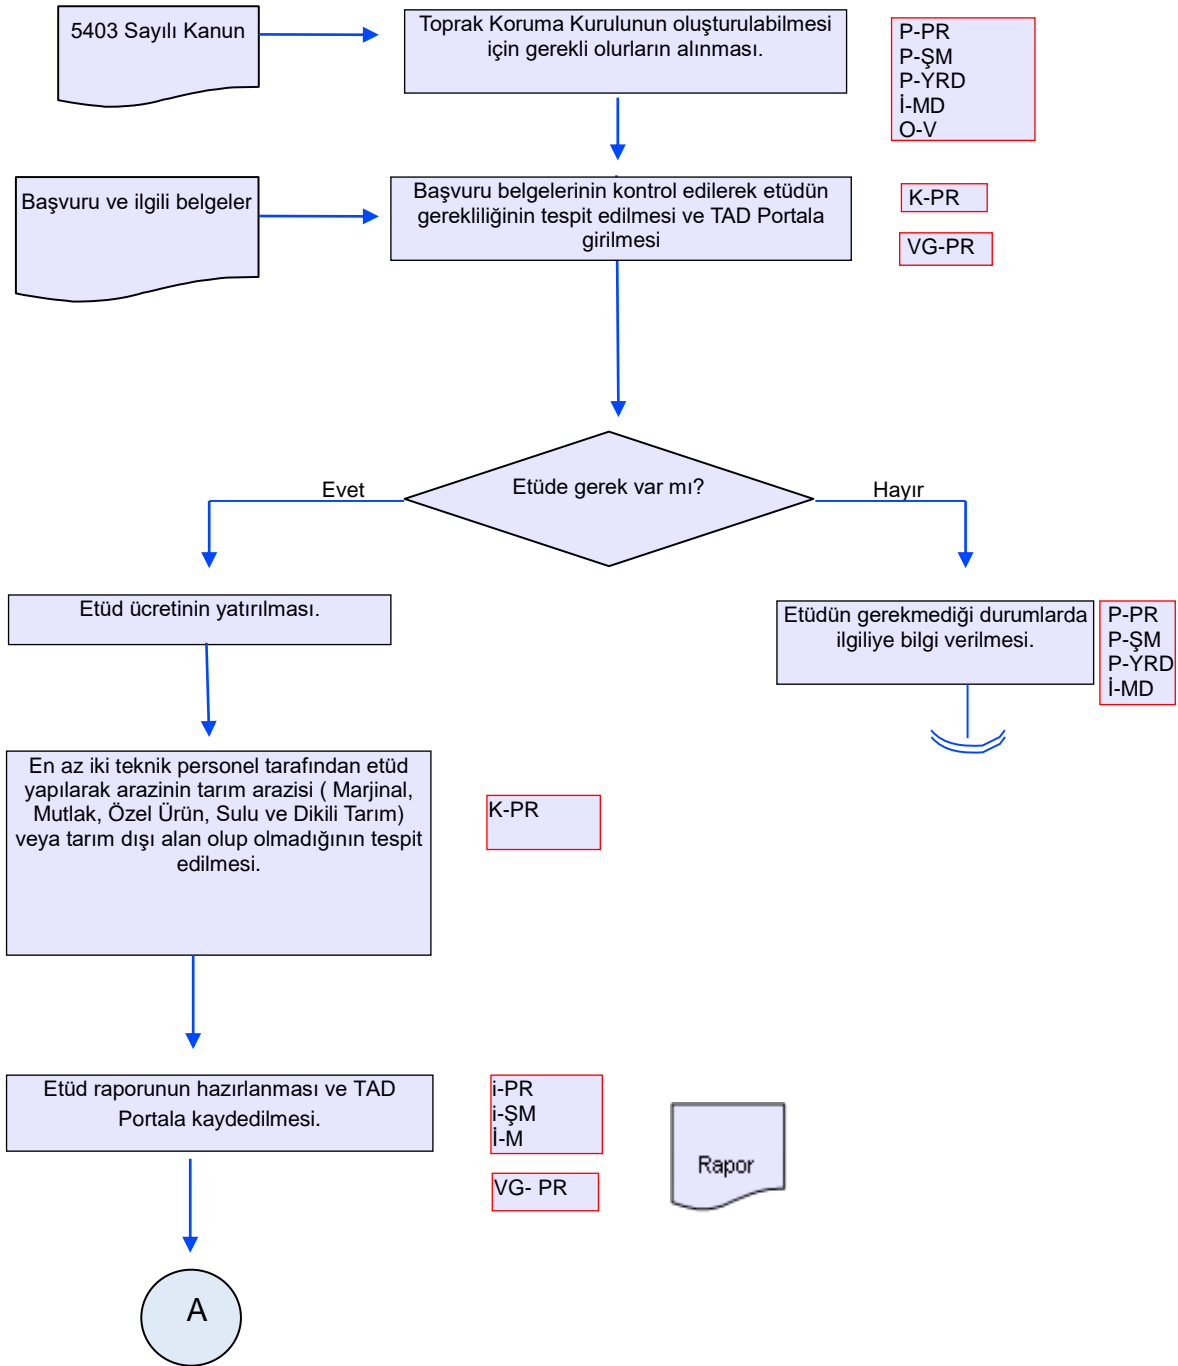 5403 Sayılı Kanun
Toprak Koruma Kurulunun oluşturulabilmesi
için gerekli olurların alınması.
P-PR
P-ŞM
P-YRD
İ-MD
O-V
Başvuru ve ilgili belgeler
Başvuru belgelerinin kontrol edilerek etüdün
gerekliliğinin tespit edilmesi ve TAD Portala
girilmesi
K-PR
VG-PR
Etüde gerek var mı?
Evet
Hayır
Etüd ücretinin yatırılması.
Etüdün gerekmediği durumlarda
ilgiliye bilgi verilmesi.
P-PR
P-ŞM
P-YRD
İ-MD
En az iki teknik personel tarafından etüd
yapılarak arazinin tarım arazisi ( Marjinal,
Mutlak, Özel Ürün, Sulu ve Dikili Tarım)
veya tarım dışı alan olup olmadığının tespit
edilmesi.
K-PR
Etüd raporunun hazırlanması ve TAD
Portala kaydedilmesi.
i-PR
i-ŞM
İ-M
VG- PR
Rapor
A